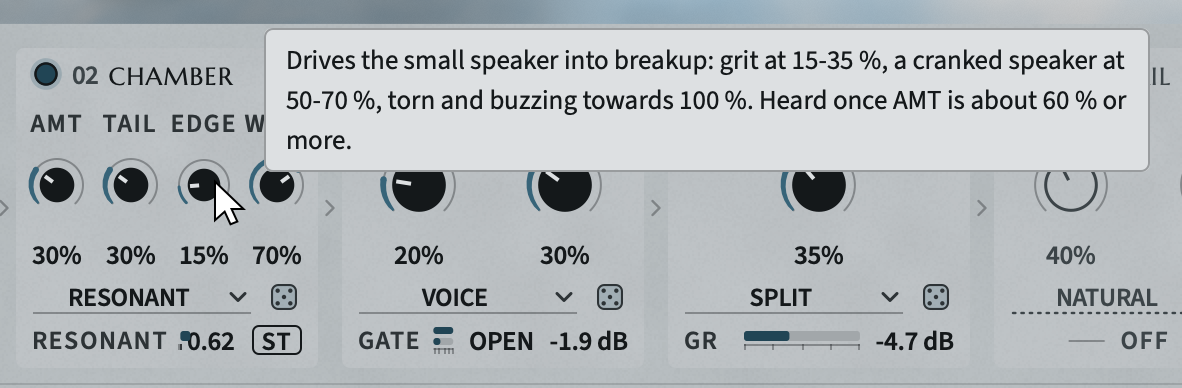 Drives the small speaker into breakup: grit at 15-35 %, a cranked speaker at
50-70 %, torn and buzzing towards 100 %. Heard once AMT is about 60 % or
more.
02 CHAMBER
AMT TAIL EDGE
30% 30% 15% 70% 20% 30% 35% 40%
RESONANT VOICE SPLIT NATURAL
RESONANT 0.62 ST GATE OPEN -1.9 dB GR -4.7 dB OFF